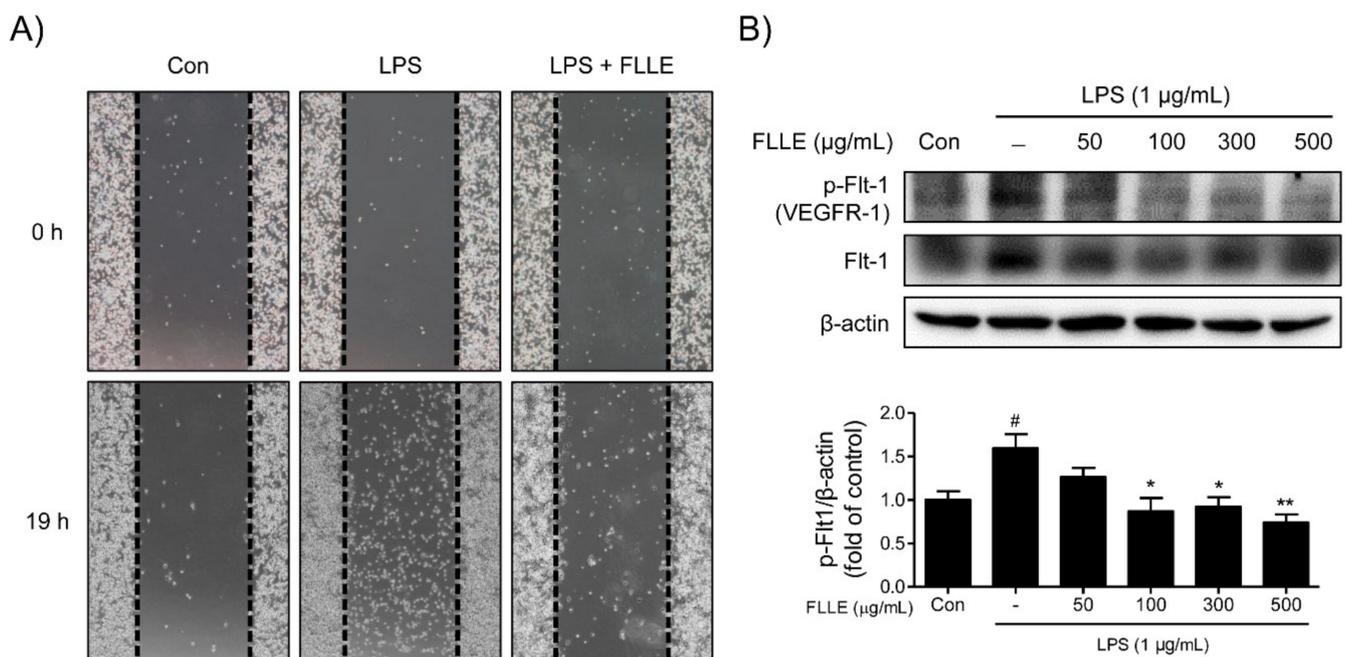 A)
Con LPS LPS + FLLE
0 h
19 h
B)
LPS (1 µg/mL)
FLLE (µg/mL) Con – 50 100 300 500
p-Flt-1
(VEGFR-1)
Flt-1
β-actin
p-Flt1/β-actin
(fold of control)
2.0
1.5
1.0
0.5
0.0
#
*
*
**
FLLE (µg/mL) Con - 50 100 300 500
LPS (1 µg/mL)